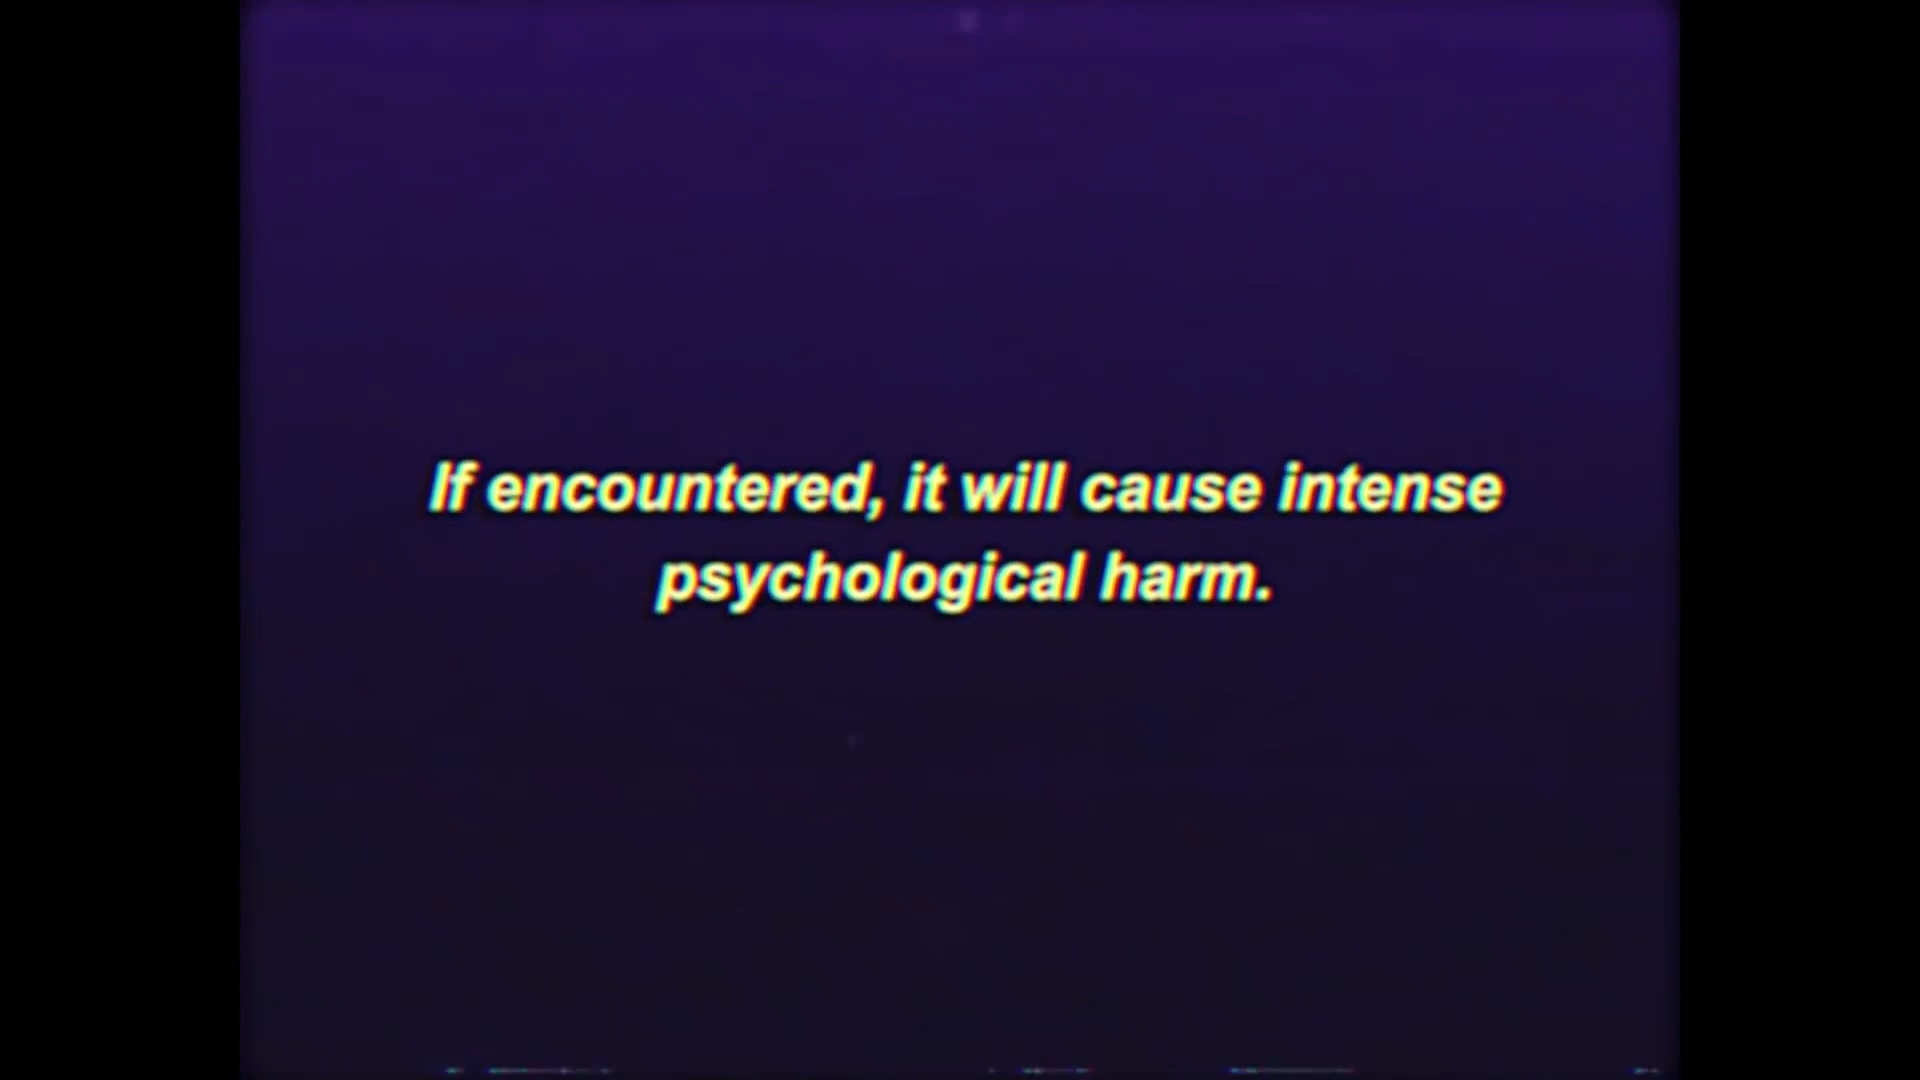 If encountered, it will cause intense
psychological harm.